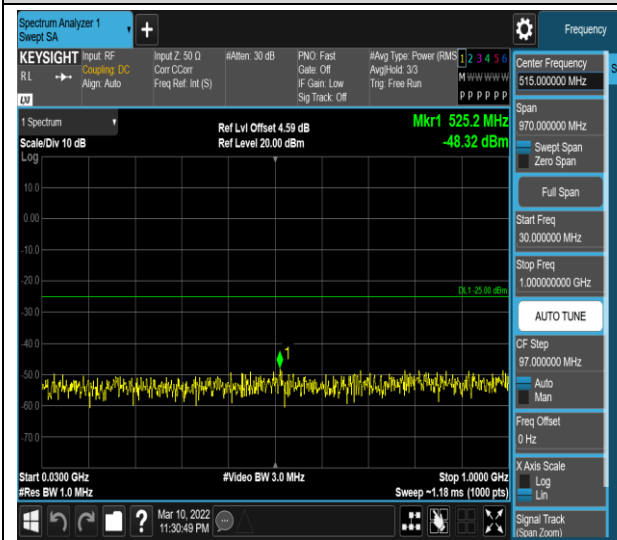 Spectrum Analyzer 1
Swept SA
+
Frequency
KEYSIGHT
R L
LXI
Input: RF
Coupling: DC
Align: Auto
Input Z: 50 Ω
Corr CCorr
Freq Ref: Int (S)
#Atten: 30 dB
PNO: Fast
Gate: Off
IF Gain: Low
Sig Track: Off
#Avg Type: Power (RMS
Avg|Hold: 3/3
Trig: Free Run
1 2 3 4 5 6
M W W W W W
P P P P P P
1 Spectrum
Scale/Div 10 dB
Log
Ref Lvl Offset 4.59 dB
Ref Level 20.00 dBm
Mkr1 525.2 MHz
-48.32 dBm
10.0
0.00
-10.0
-20.0
DL1 -25.00 dBm
-30.0
-40.0
1
-50.0
-60.0
-70.0
Start 0.0300 GHz
#Res BW 1.0 MHz
#Video BW 3.0 MHz
Stop 1.0000 GHz
Sweep ~1.18 ms (1000 pts)
?
Mar 10, 2022
11:30:49 PM
Center Frequency
515.000000 MHz
S
Span
970.000000 MHz
Swept Span
Zero Span
Full Span
Start Freq
30.000000 MHz
Stop Freq
1.000000000 GHz
AUTO TUNE
CF Step
97.000000 MHz
Auto
Man
Freq Offset
0 Hz
X Axis Scale
Log
Lin
Signal Track
(Span Zoom)